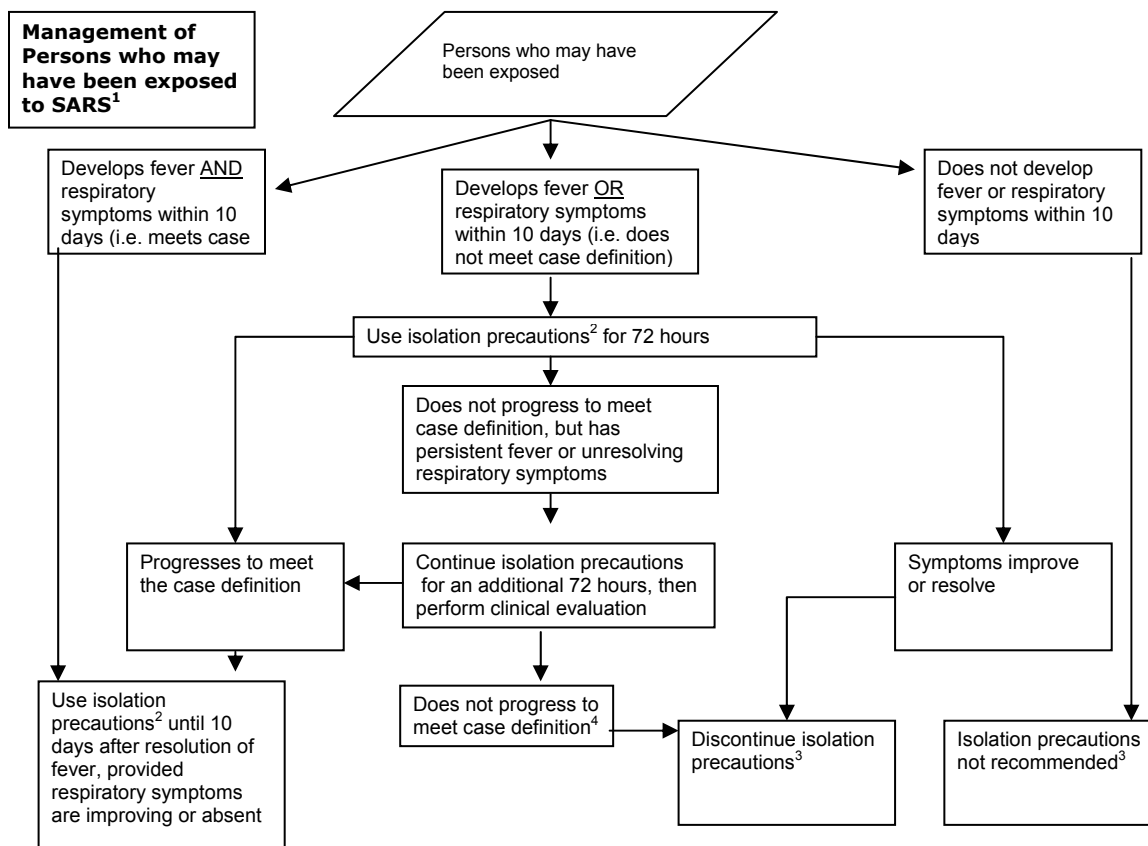 Management of
Persons who may
have been exposed
to SARS1
Persons who may have
been exposed
Develops fever AND
respiratory
symptoms within 10
days (i.e. meets case
Develops fever OR
respiratory symptoms
within 10 days (i.e. does
not meet case definition)
Does not develop
fever or respiratory
symptoms within 10
days
Use isolation precautions2 for 72 hours
Does not progress to meet
case definition, but has
persistent fever or unresolving
respiratory symptoms
Progresses to meet
the case definition
Continue isolation precautions
for an additional 72 hours, then
perform clinical evaluation
Symptoms improve
or resolve
Use isolation
precautions2 until 10
days after resolution of
fever, provided
respiratory symptoms
are improving or absent
Does not progress to
meet case definition4
Discontinue isolation
precautions3
Isolation precautions
not recommended3